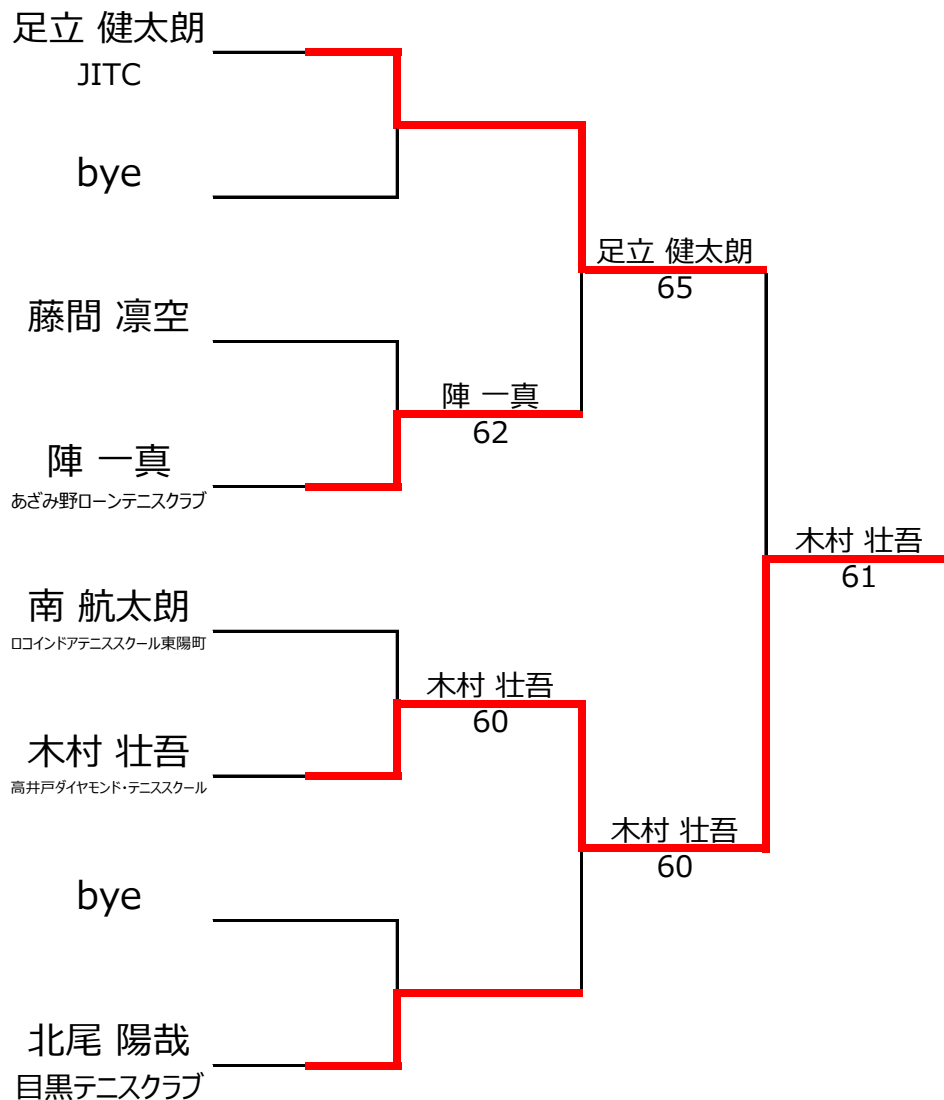 足立 健太朗
JITC
bye
足立 健太朗
65
藤間 凛空
陣 一真
62
陣 一真
あざみ野ローンテニスクラブ
木村 壮吾
61
南 航太朗
ロコインドアテニススクール東陽町
木村 壮吾
60
木村 壮吾
高井戸ダイヤモンド・テニススクール
木村 壮吾
60
bye
北尾 陽哉
目黒テニスクラブ